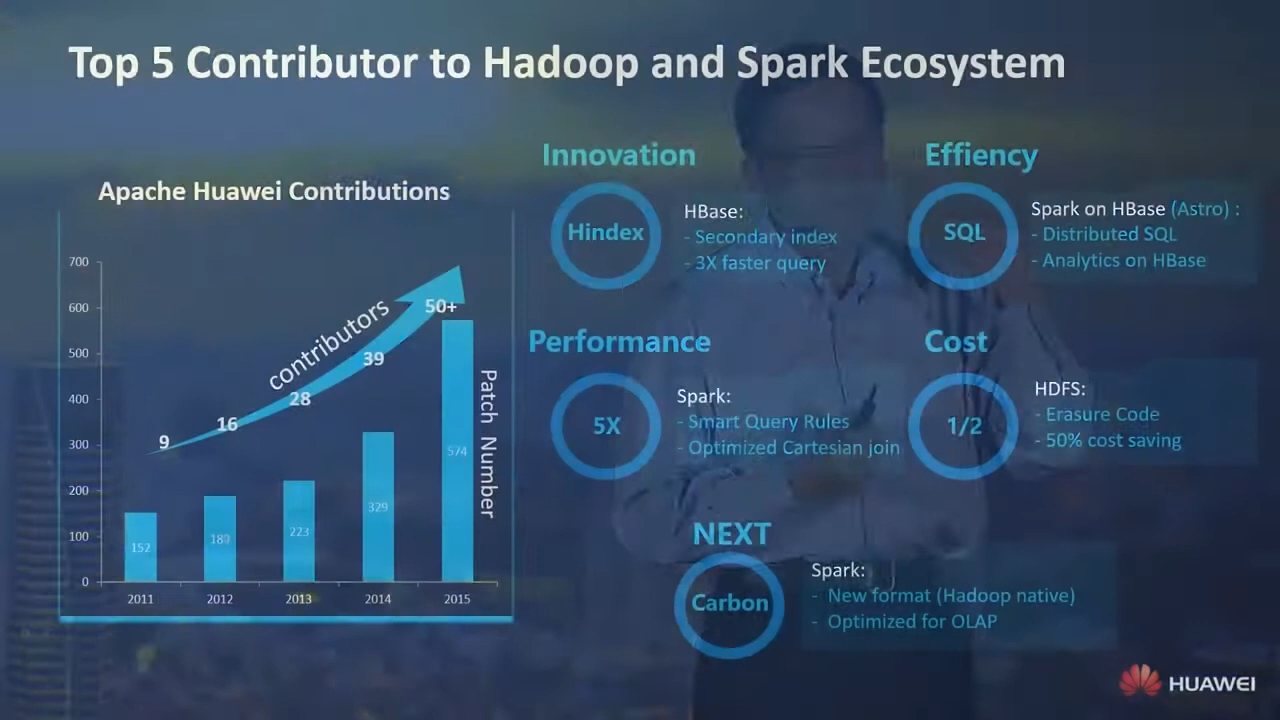 Top 5 Contributor to Hadoop and Spark Ecosystem
Apache Huawei Contributions
700
600
500
400
300
200
100
0
contributors
9
16
28
39
50+
152
189
223
329
574
Patch Number
2011
2012
2013
2014
2015
Innovation
Hindex
HBase:
- Secondary index
- 3X faster query
Effiency
SQL
Spark on HBase (Astro) :
- Distributed SQL
- Analytics on HBase
Performance
5X
Spark:
- Smart Query Rules
- Optimized Cartesian join
Cost
1/2
HDFS:
- Erasure Code
- 50% cost saving
NEXT
Carbon
Spark:
- New format (Hadoop native)
- Optimized for OLAP
HUAWEI